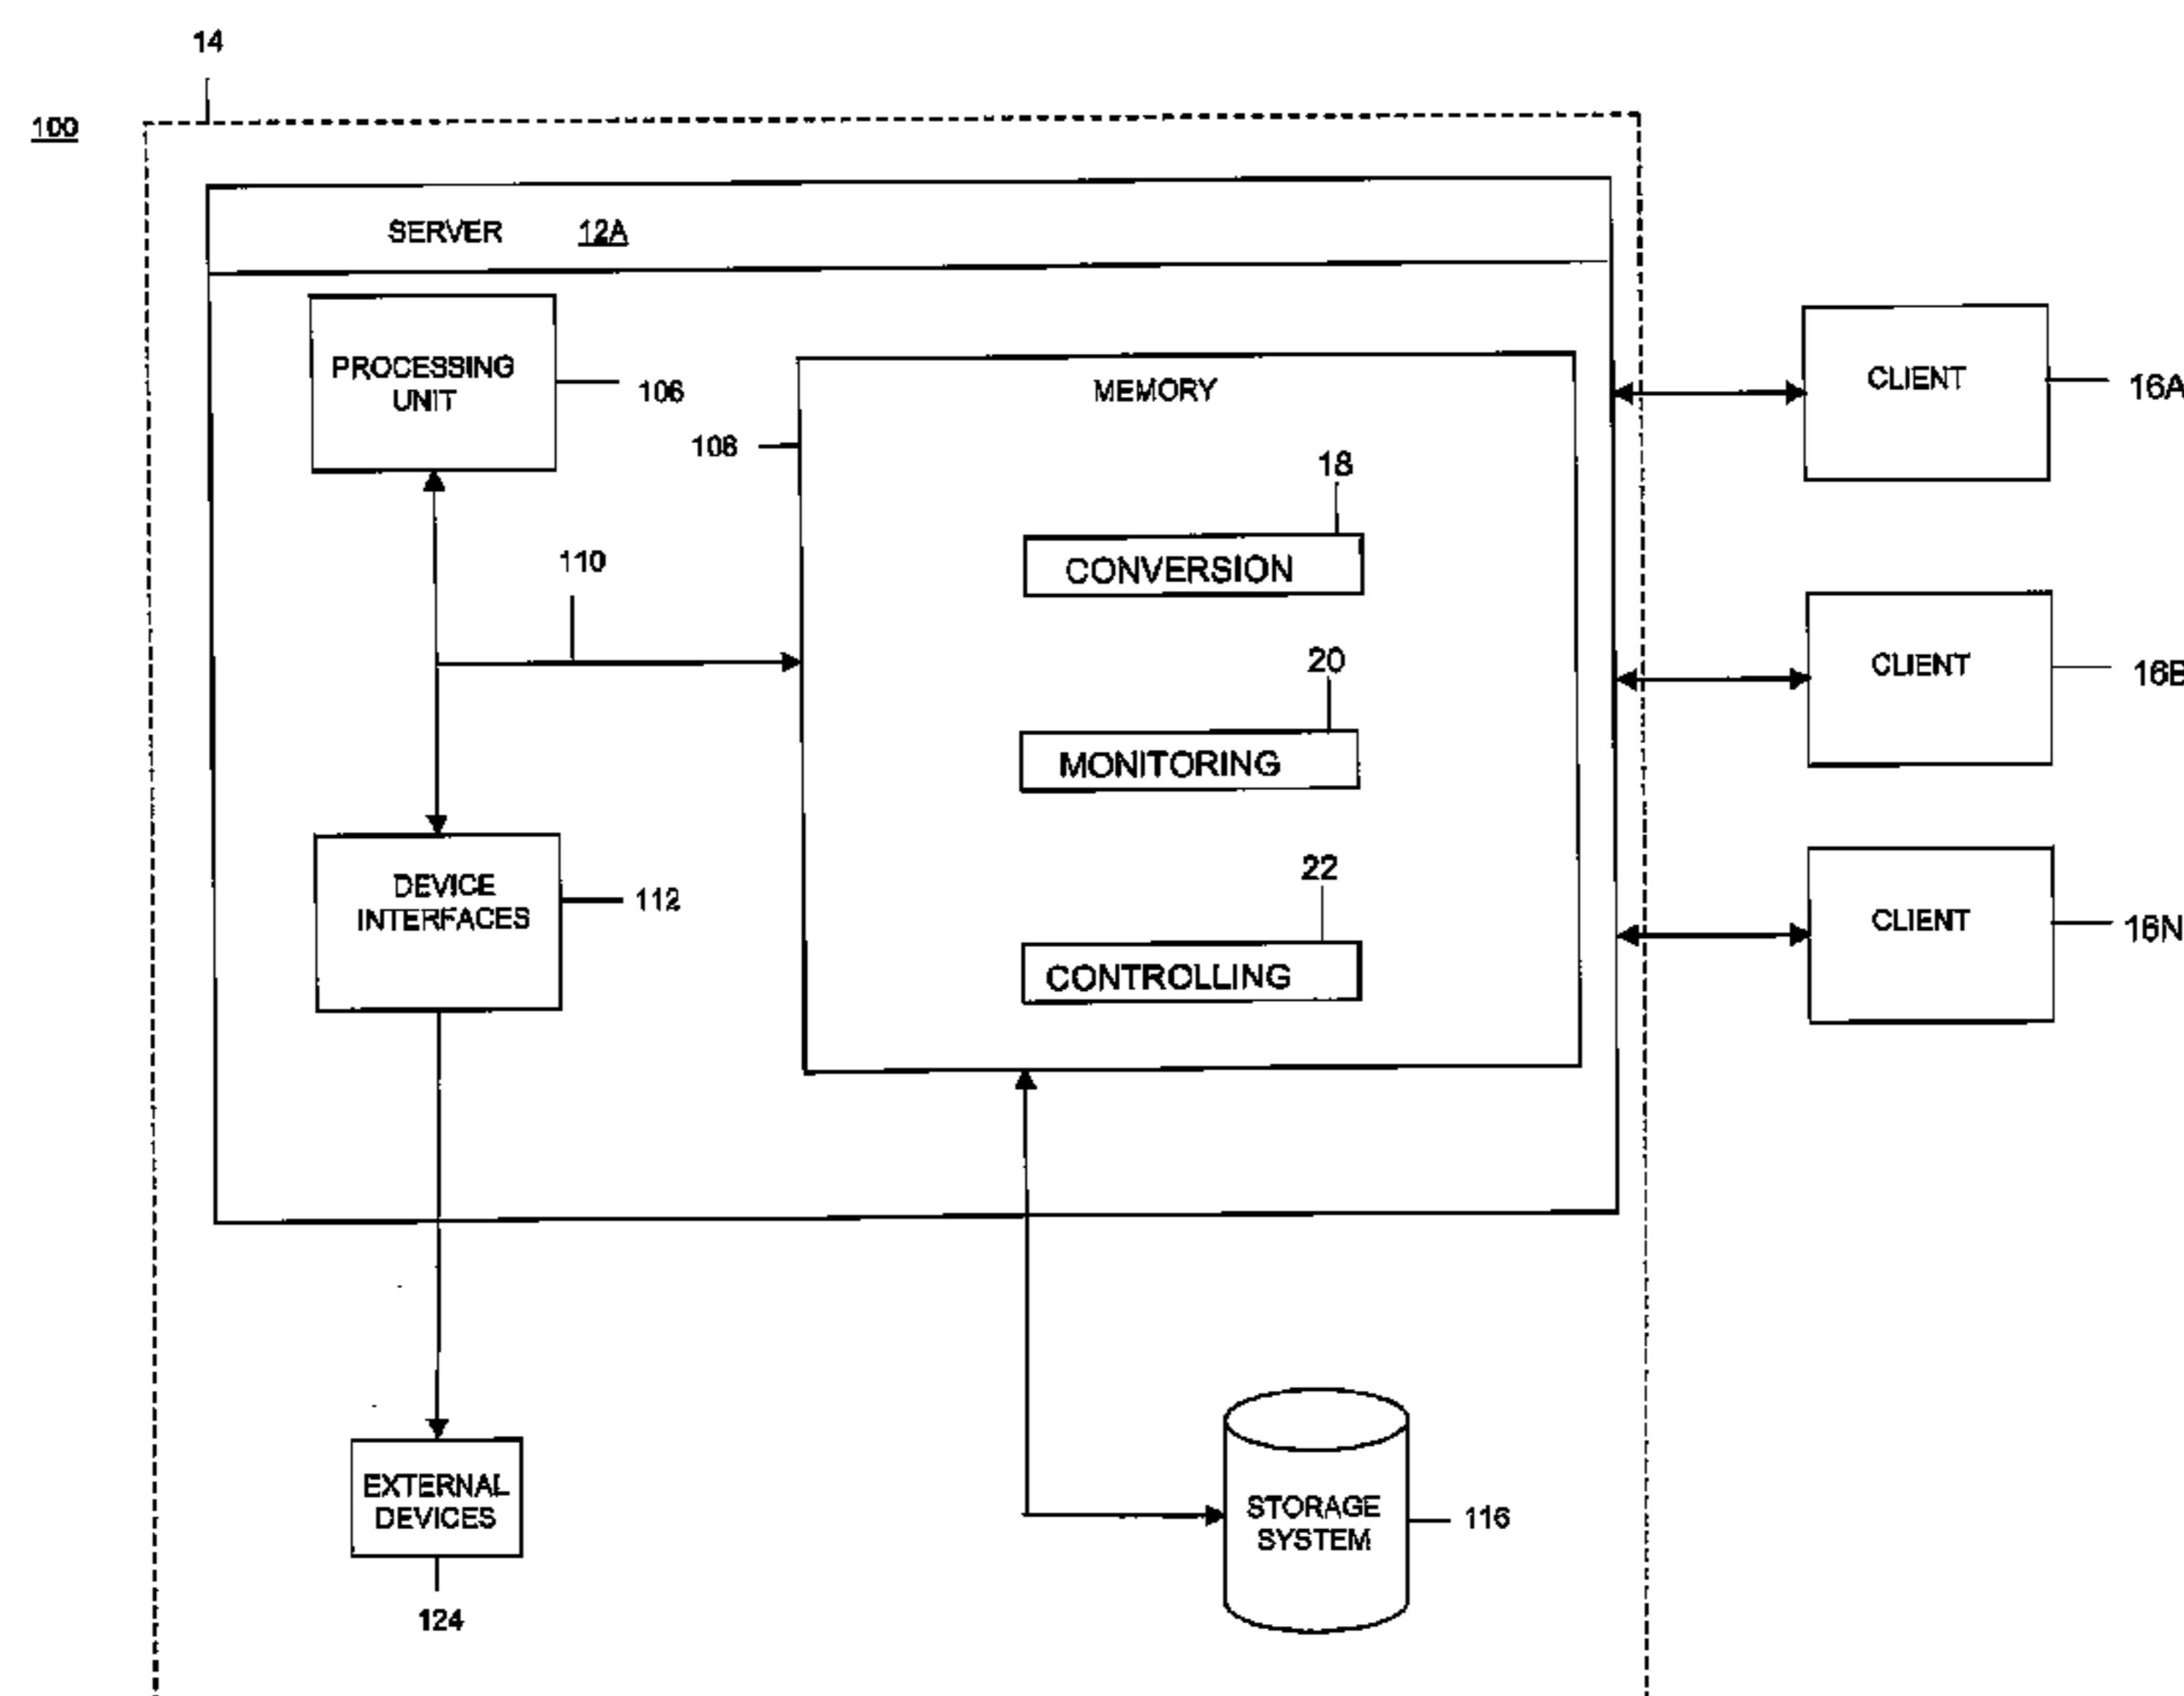 14
100
SERVER 12A
PROCESSING
UNIT
106
MEMORY
108
CLIENT
16A
18
CONVERSION
110
20
MONITORING
CLIENT
16B
22
CONTROLLING
DEVICE
INTERFACES
112
CLIENT
16N
EXTERNAL
DEVICES
124
STORAGE
SYSTEM
116